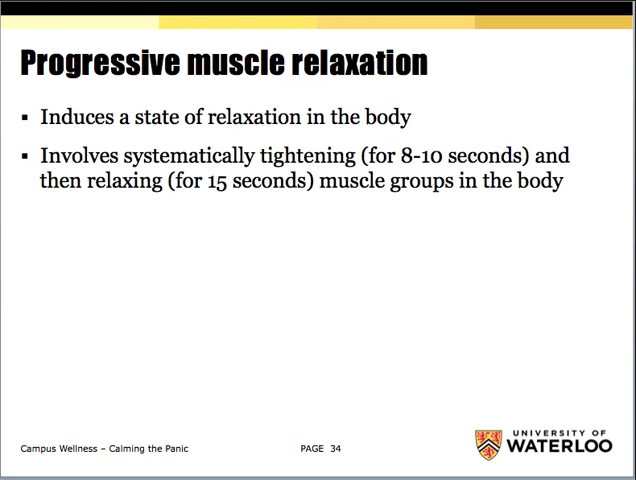 Progressive muscle relaxation
▪ Induces a state of relaxation in the body
▪ Involves systematically tightening (for 8-10 seconds) and
then relaxing (for 15 seconds) muscle groups in the body
Campus Wellness – Calming the Panic
PAGE 34
UNIVERSITY OF
WATERLOO